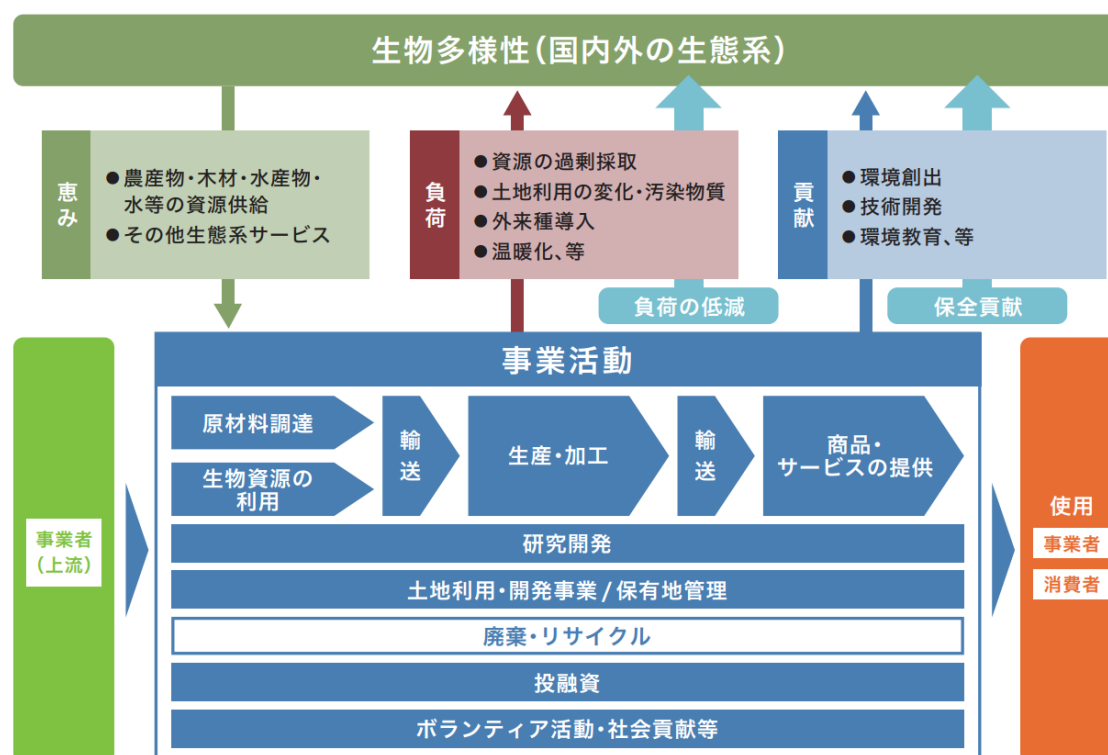 生物多様性(国内外の生態系)
恵み
●農産物・木材・水産物・
水等の資源供給
●その他生態系サービス
負荷
●資源の過剰採取
●土地利用の変化・汚染物質
●外来種導入
●温暖化、等
貢献
●環境創出
●技術開発
●環境教育、等
負荷の低減
保全貢献
事業活動
原材料調達
生物資源の
利用
輸送
生産・加工
輸送
商品・
サービスの提供
研究開発
土地利用・開発事業/保有地管理
廃棄・リサイクル
投融資
ボランティア活動・社会貢献等
事業者
(上流)
使用
事業者
消費者